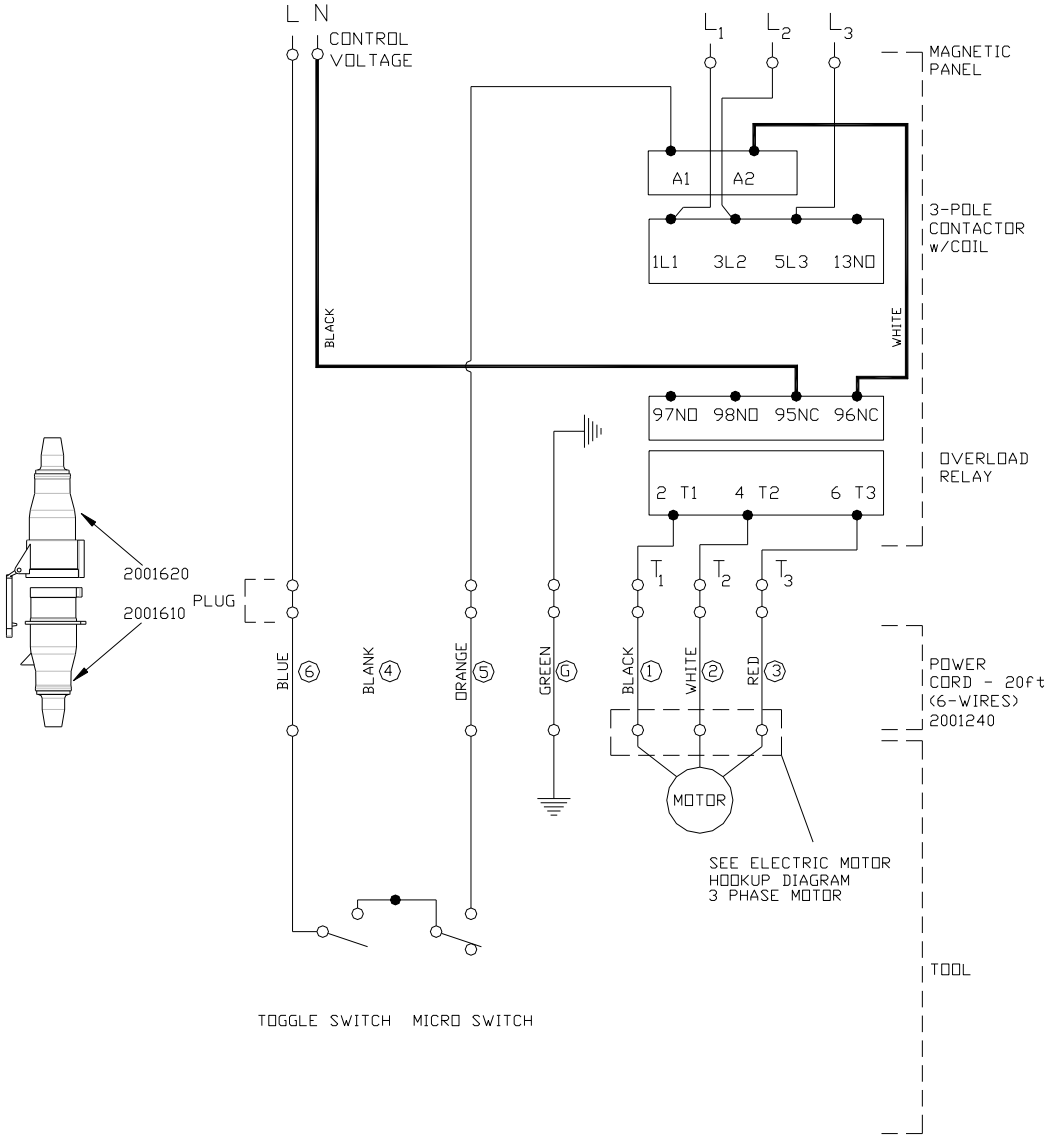 L N
CONTROL
VOLTAGE
L1
L2
L3
MAGNETIC
PANEL
A1 A2
3-POLE
CONTACTOR
w/COIL
1L1 3L2 5L3 13NO
BLACK
WHITE
97NO 98NO 95NC 96NC
OVERLOAD
RELAY
2 T1 4 T2 6 T3
2001620
2001610
PLUG
T1
T2
T3
BLUE 6
BLANK 4
ORANGE 5
GREEN G
BLACK 1
WHITE 2
RED 3
POWER
CORD - 20ft
(6-WIRES)
2001240
MOTOR
SEE ELECTRIC MOTOR
HOOKUP DIAGRAM
3 PHASE MOTOR
TOOL
TOGGLE SWITCH MICRO SWITCH